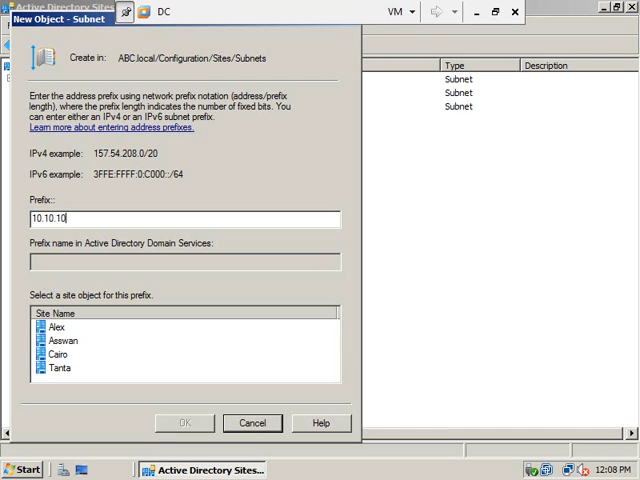 Active Directory Sites
DC
VM
New Object - Subnet
Create in: ABC.local/Configuration/Sites/Subnets
Type Description
Subnet
Subnet
Subnet
Enter the address prefix using network prefix notation (address/prefix
length), where the prefix length indicates the number of fixed bits. You
can enter either an IPv4 or an IPv6 subnet prefix.
Learn more about entering address prefixes.
IPv4 example: 157.54.208.0/20
IPv6 example: 3FFE:FFFF:0:C000::/64
Prefix::
10.10.10
Prefix name in Active Directory Domain Services:
Select a site object for this prefix.
Site Name
Alex
Asswan
Cairo
Tanta
OK Cancel Help
Start Active Directory Sites... 12:08 PM